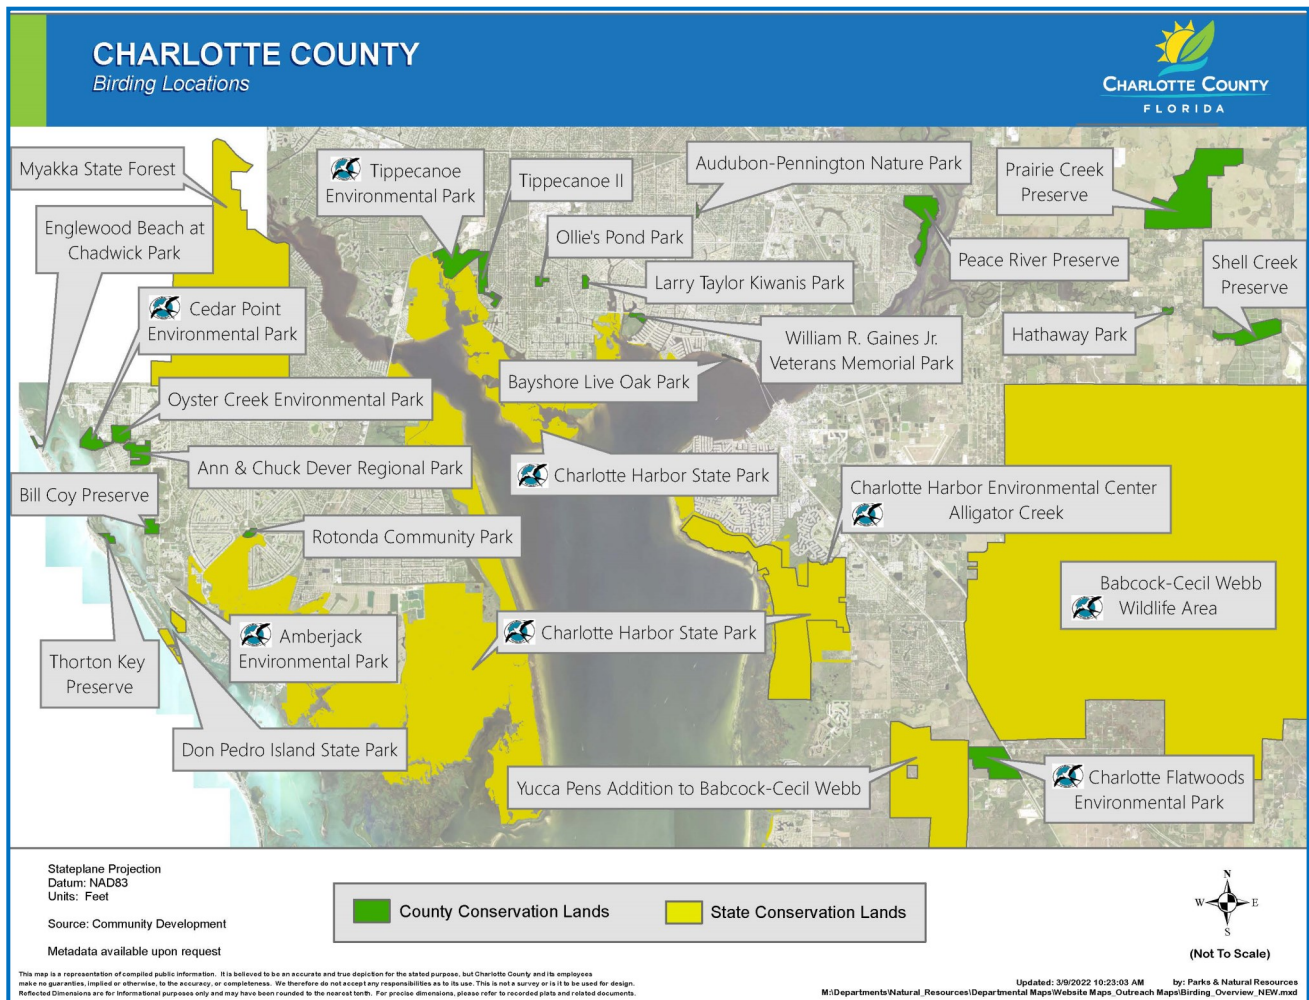 CHARLOTTE COUNTY
Birding Locations
CHARLOTTE COUNTY
FLORIDA
Myakka State Forest
Tippecanoe
Environmental Park
Tippecanoe II
Audubon-Pennington Nature Park
Prairie Creek
Preserve
Englewood Beach at
Chadwick Park
Ollie's Pond Park
Peace River Preserve
Shell Creek
Preserve
Larry Taylor Kiwanis Park
Cedar Point
Environmental Park
William R. Gaines Jr.
Veterans Memorial Park
Hathaway Park
Bayshore Live Oak Park
Oyster Creek Environmental Park
Ann & Chuck Dever Regional Park
Charlotte Harbor State Park
Charlotte Harbor Environmental Center
Alligator Creek
Bill Coy Preserve
Rotonda Community Park
Babcock-Cecil Webb
Wildlife Area
Amberjack
Environmental Park
Charlotte Harbor State Park
Thorton Key
Preserve
Don Pedro Island State Park
Yucca Pens Addition to Babcock-Cecil Webb
Charlotte Flatwoods
Environmental Park
Stateplane Projection
Datum: NAD83
Units: Feet
Source: Community Development
Metadata available upon request
County Conservation Lands
State Conservation Lands
N
W
E
S
(Not To Scale)
This map is a representation of compiled public information. It is believed to be an accurate and true depiction for the stated purpose, but Charlotte County and its employees
make no guaranties, implied or otherwise, to the accuracy, or completeness. We therefore do not accept any responsibilities as to its use. This is not a survey or is it to be used for design.
Reflected Dimensions are for Informational purposes only and may have been rounded to the nearest tenth. For precise dimensions, please refer to recorded plats and related documents.
Updated: 3/9/2022 10:23:03 AM by: Parks & Natural Resources
M:\Departments\Natural_Resources\Departmental Maps\Website Maps_Outreach Maps\Birding_Overview_NEW.mxd